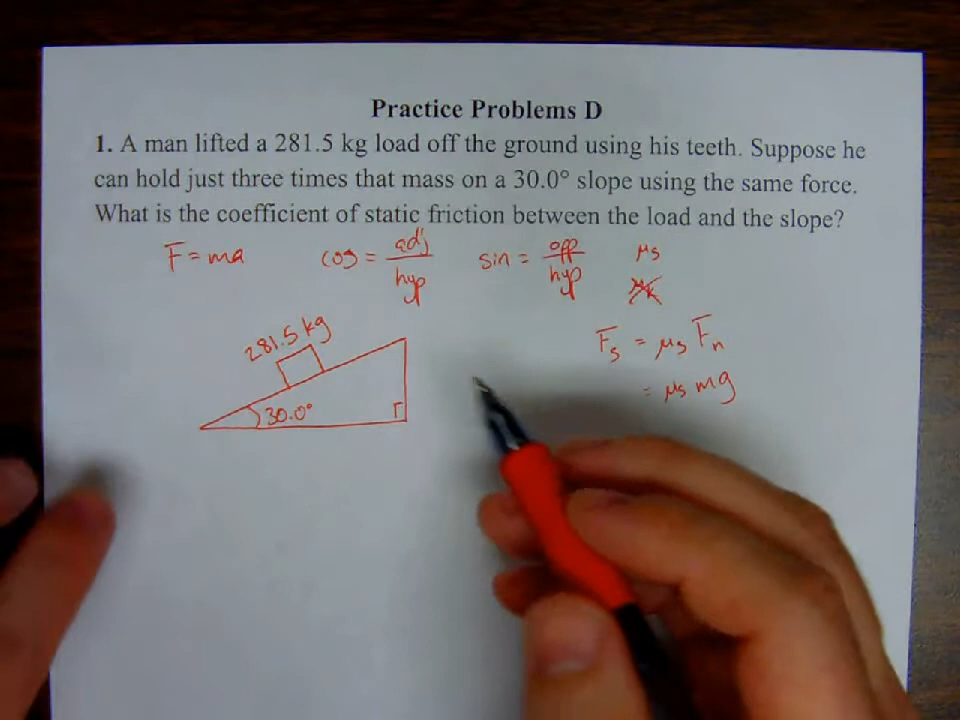 Practice Problems D
1. A man lifted a 281.5 kg load off the ground using his teeth. Suppose he
can hold just three times that mass on a 30.0° slope using the same force.
What is the coefficient of static friction between the load and the slope?
F = ma cos = adj/hyp sin = opp/hyp μs
μk
281.5 kg
Fs = μs Fn
= μs mg
30.0°